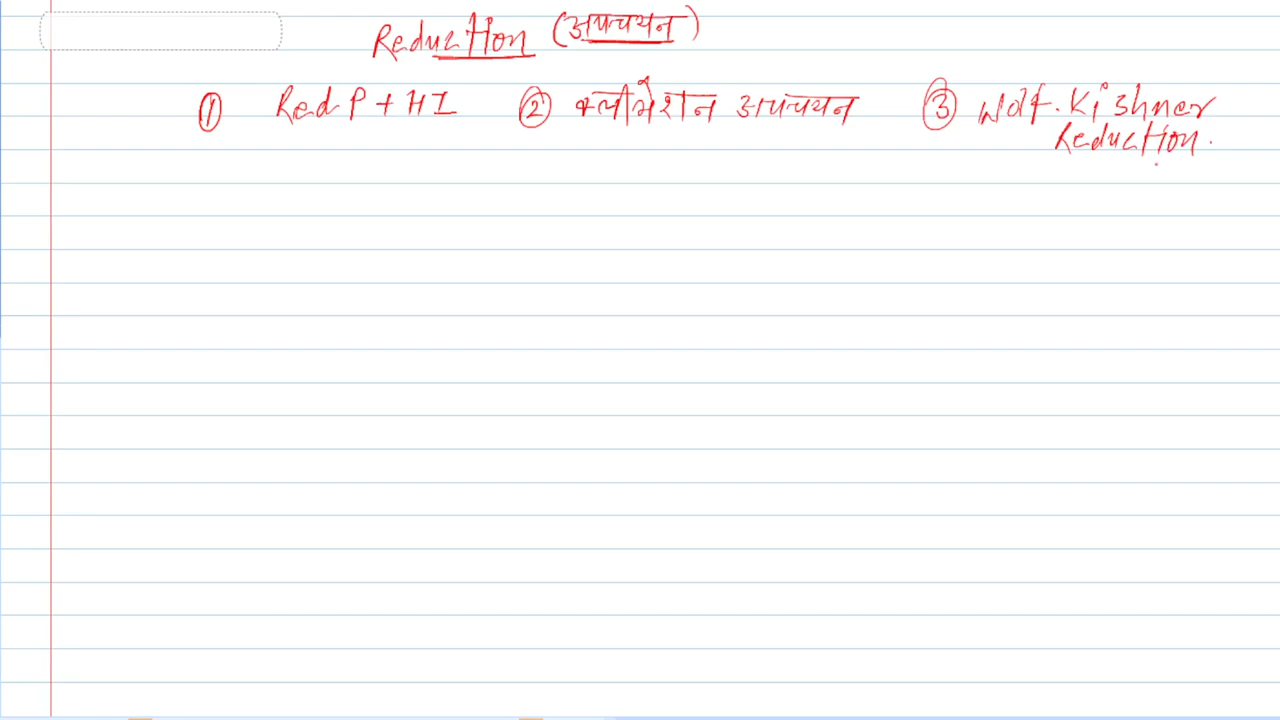 Reduction (अपचयन)
① Red P + HI ② क्लीमेशन अपचयन ③ Wolf. Kishner
Reduction.